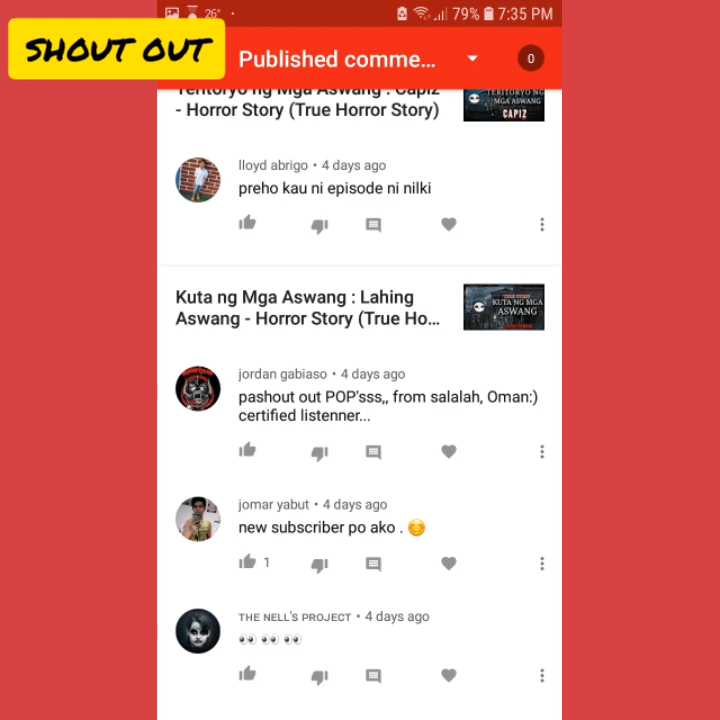 26°
79%
7:35 PM
SHOUT OUT
Published comme...
0
Teritoryo ng Mga Aswang : Capiz
- Horror Story (True Horror Story)
TERITORYO NG
MGA ASWANG
CAPIZ
lloyd abrigo • 4 days ago
preho kau ni episode ni nilki
Kuta ng Mga Aswang : Lahing
Aswang - Horror Story (True Ho...
KUTA NG MGA
ASWANG
jordan gabiaso • 4 days ago
pashout out POP'sss,, from salalah, Oman:)
certified listenner...
jomar yabut • 4 days ago
new subscriber po ako . 😊
1
THE NELL'S PROJECT • 4 days ago
👀 👀 👀